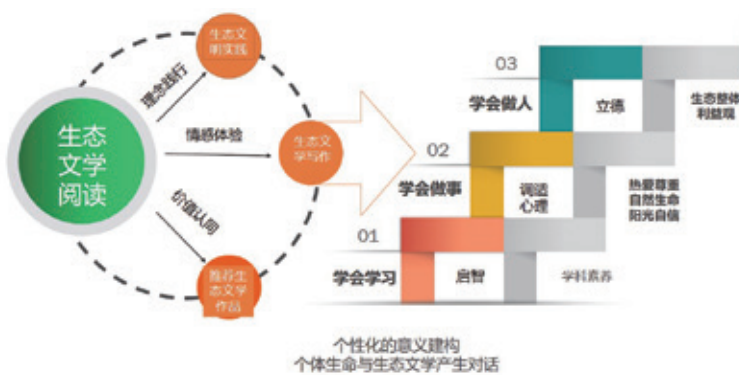 生态
文学
阅读
理念践行
情感体验
价值认同
生态文
明实践
生态文
学写作
推荐生
态文学
作品
03
学会做人
立德
生态整体
利益观
02
学会做事
调适
心理
热爱尊重
自然生命
阳光自信
01
学会学习
启智
学科素养
个性化的意义建构
个体生命与生态文学产生对话